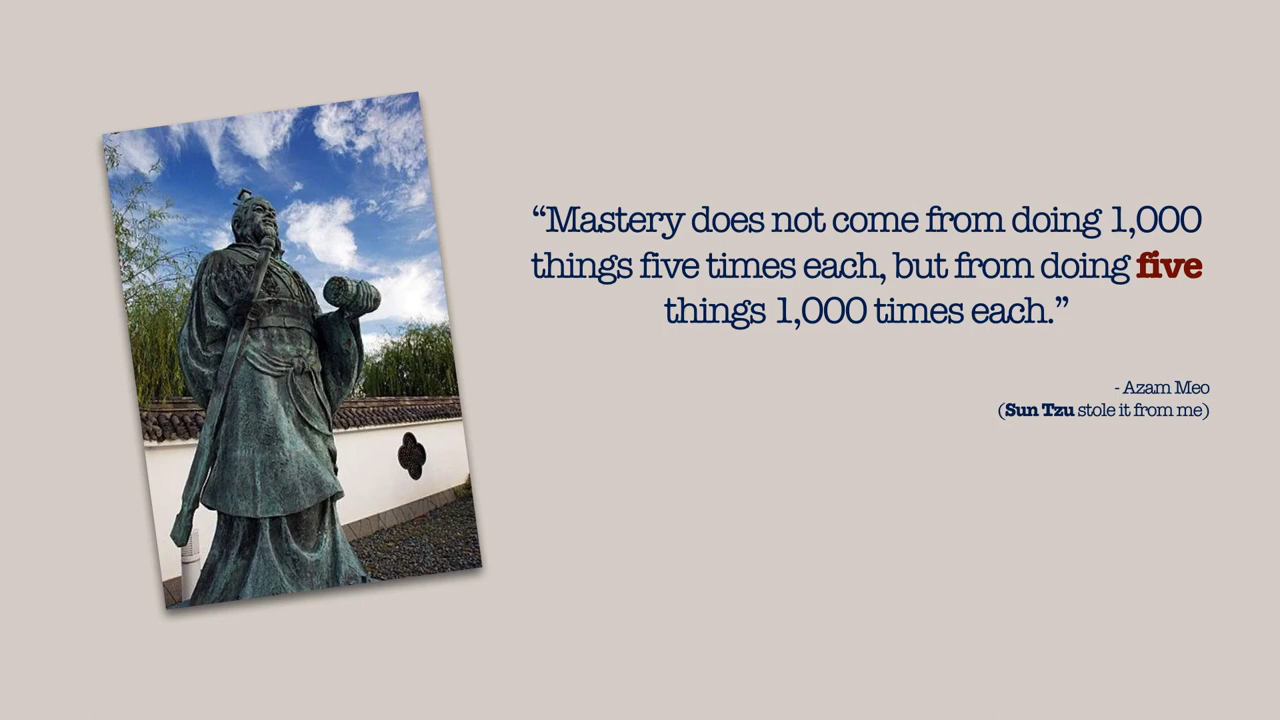 “Mastery does not come from doing 1,000
things five times each, but from doing five
things 1,000 times each.”
- Azam Meo
(Sun Tzu stole it from me)